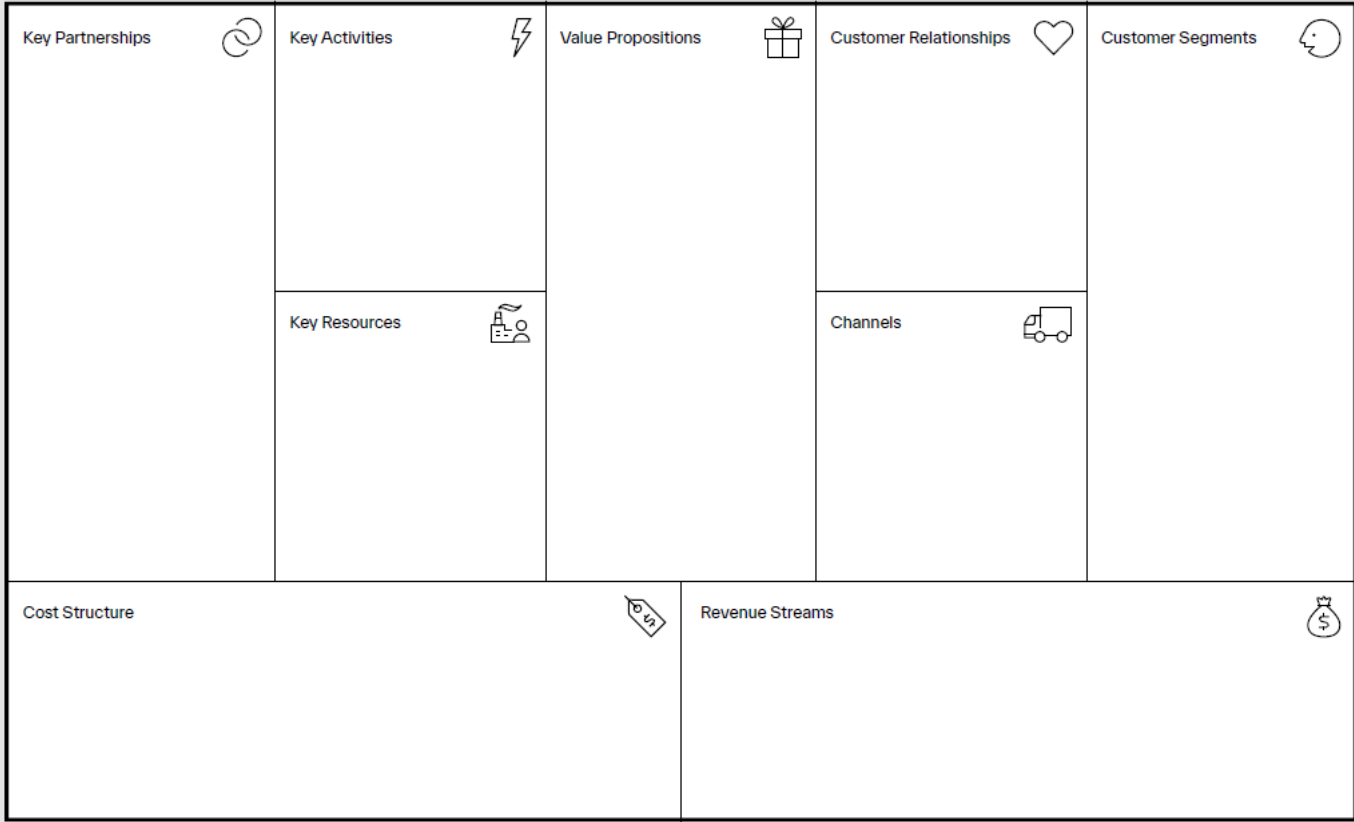 Key Partnerships
Key Activities
Value Propositions
Customer Relationships
Customer Segments
Key Resources
Channels
Cost Structure
Revenue Streams
$